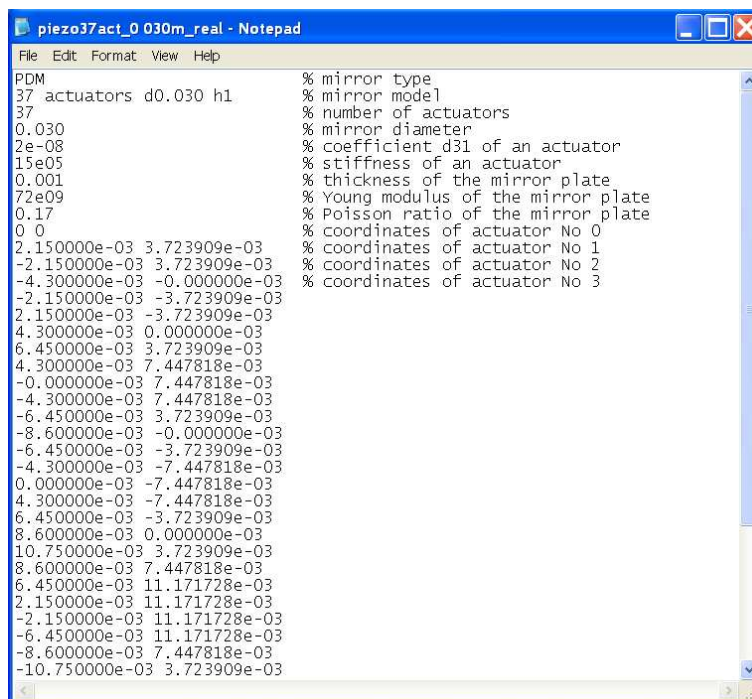 piezo37act_0 030m_real - Notepad
File Edit Format View Help
PDM % mirror type
37 actuators d0.030 h1 % mirror model
37 % number of actuators
0.030 % mirror diameter
2e-08 % coefficient d31 of an actuator
15e05 % stiffness of an actuator
0.001 % thickness of the mirror plate
72e09 % Young modulus of the mirror plate
0.17 % Poisson ratio of the mirror plate
0 0 % coordinates of actuator No 0
2.150000e-03 3.723909e-03 % coordinates of actuator No 1
-2.150000e-03 3.723909e-03 % coordinates of actuator No 2
-4.300000e-03 -0.000000e-03 % coordinates of actuator No 3
-2.150000e-03 -3.723909e-03
2.150000e-03 -3.723909e-03
4.300000e-03 0.000000e-03
6.450000e-03 3.723909e-03
4.300000e-03 7.447818e-03
-0.000000e-03 7.447818e-03
-4.300000e-03 7.447818e-03
-6.450000e-03 3.723909e-03
-8.600000e-03 -0.000000e-03
-6.450000e-03 -3.723909e-03
-4.300000e-03 -7.447818e-03
0.000000e-03 -7.447818e-03
4.300000e-03 -7.447818e-03
6.450000e-03 -3.723909e-03
8.600000e-03 0.000000e-03
10.750000e-03 3.723909e-03
8.600000e-03 7.447818e-03
6.450000e-03 11.171728e-03
2.150000e-03 11.171728e-03
-2.150000e-03 11.171728e-03
-6.450000e-03 11.171728e-03
-8.600000e-03 7.447818e-03
-10.750000e-03 3.723909e-03